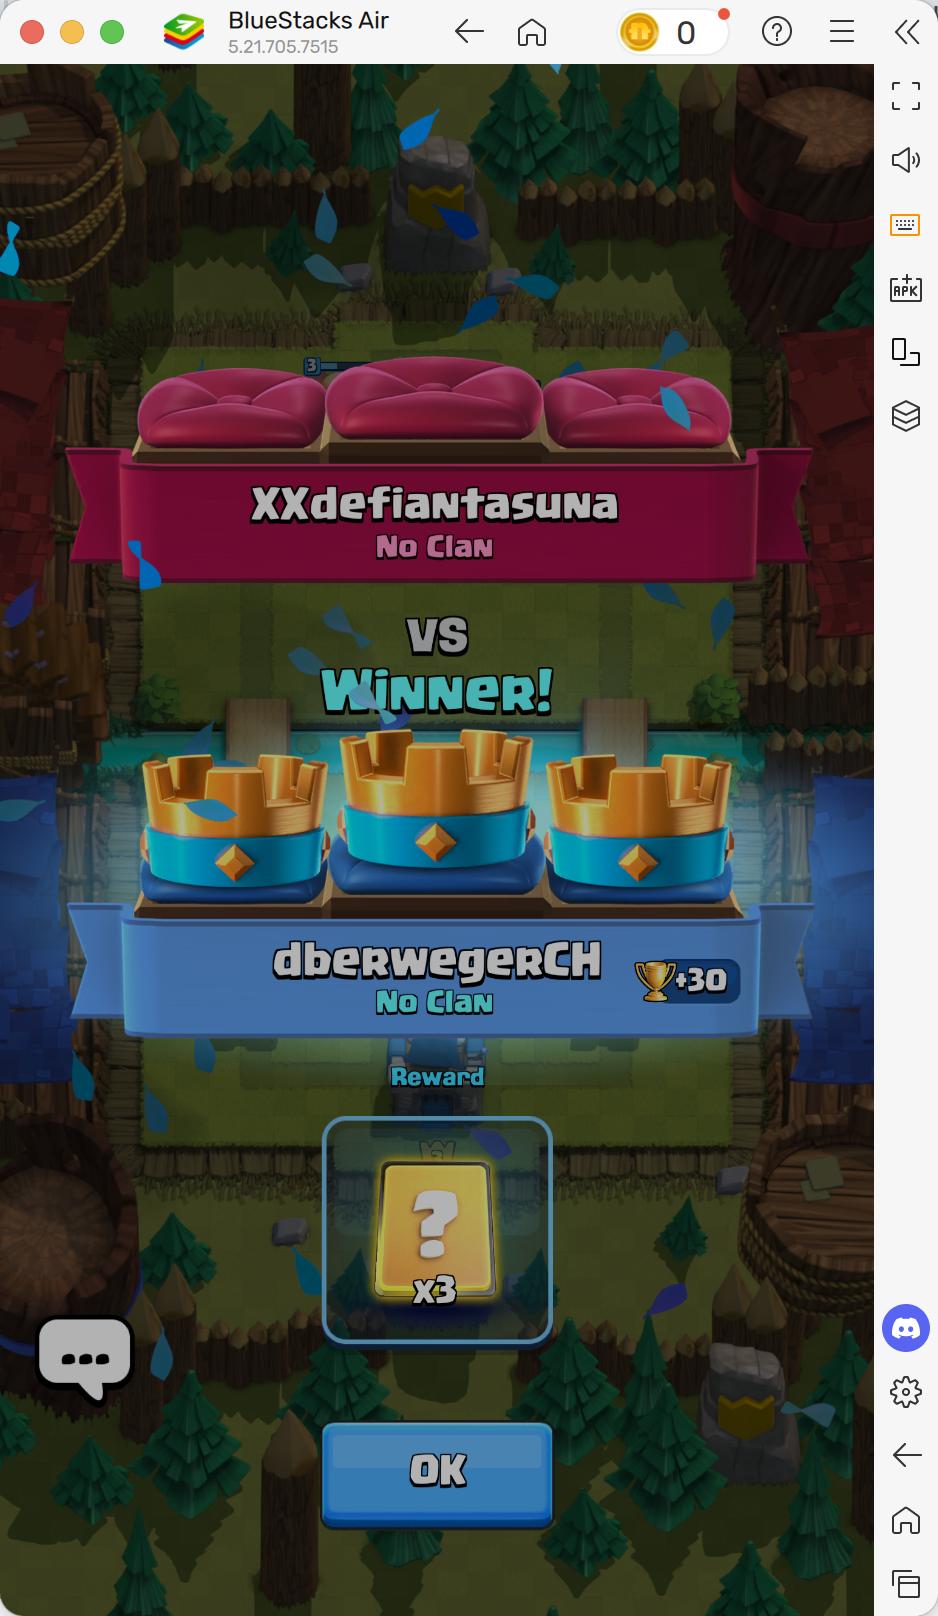 BlueStacks Air
5.21.705.7515
0
APK
3
XXdefiantasuna
No Clan
VS
Winner!
dberwegerCH
No Clan
+30
Reward
?
x3
...
OK